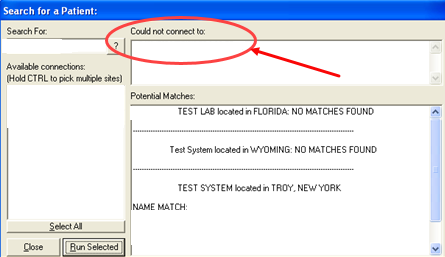 Search for a Patient:
Search For:
?
Could not connect to:
Available connections:
(Hold CTRL to pick multiple sites)
Potential Matches:
TEST LAB located in FLORIDA: NO MATCHES FOUND
--------------------------------------------------------------------------------
Test System located in WYOMING: NO MATCHES FOUND
--------------------------------------------------------------------------------
TEST SYSTEM located in TROY, NEW YORK
NAME MATCH:
Select All
Close
Run Selected